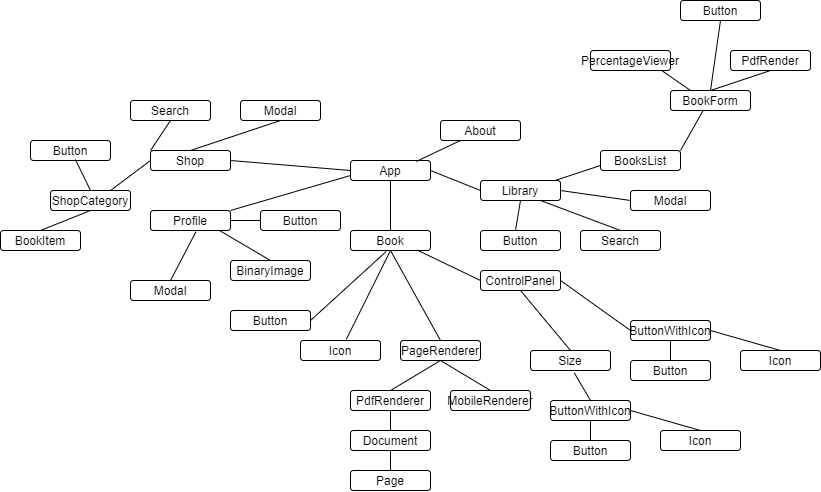 Button
PercentageViewer
PdfRender
BookForm
Search
Modal
About
Button
Shop
BooksList
App
Library
Modal
ShopCategory
Profile
Button
BookItem
Book
Button
Search
BinaryImage
ControlPanel
Modal
Button
ButtonWithIcon
Icon
PageRenderer
Size
Icon
Button
PdfRenderer
MobileRenderer
ButtonWithIcon
Document
Icon
Button
Page